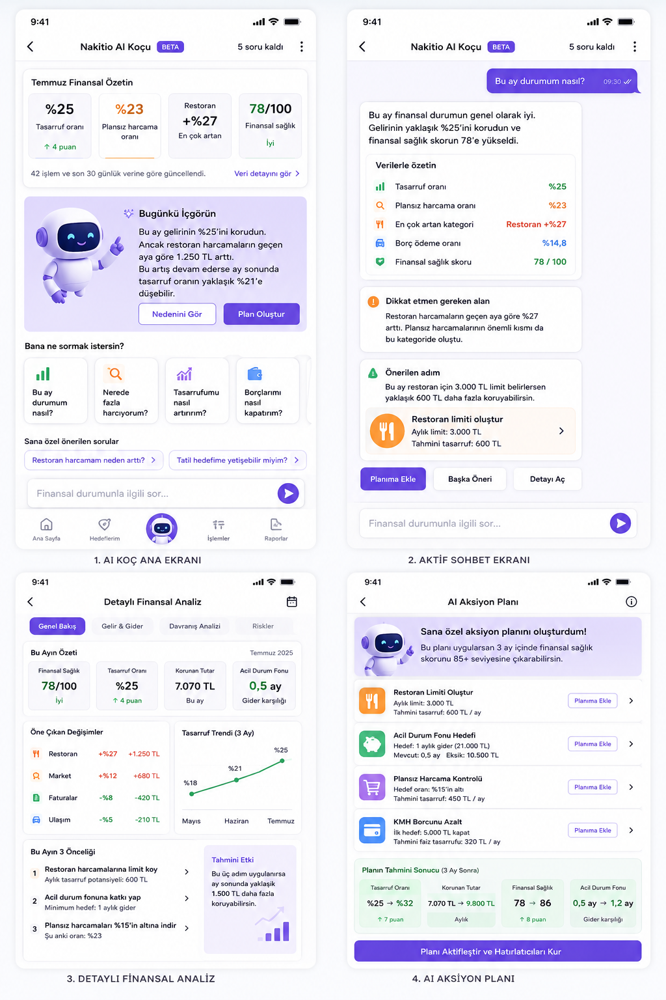 9:41
Nakitio AI Koçu BETA 5 soru kaldı
Temmuz Finansal Özetin
%25
Tasarruf oranı
↑ 4 puan
%23
Plansız harcama
oranı
Restoran
+%27
En çok artan
78/100
Finansal sağlık
İyi
42 işlem ve son 30 günlük verine göre güncellendi. Veri detayını gör >
Bugünkü İçgörün
Bu ay gelirinin %25'ini korudun.
Ancak restoran harcamaların geçen
aya göre 1.250 TL arttı.
Bu artış devam ederse ay sonunda
tasarruf oranın yaklaşık %21'e
düşebilir.
Nedenini Gör Plan Oluştur
Bana ne sormak istersin?
Bu ay
durumum
nasıl?
Nerede
fazla
harcıyorum?
Tasarrufumu
nasıl
artırırım?
Borçlarımı
nasıl
kapatırım?
Sana özel önerilen sorular
Restoran harcamam neden arttı? >
Tatil hedefime yetişebilir miyim? >
Finansal durumunla ilgili sor...
Ana Sayfa Hedeflerim İşlemler Raporlar
1. AI KOÇ ANA EKRANI
9:41
Nakitio AI Koçu BETA 5 soru kaldı
Bu ay durumum nasıl? 09:30
Bu ay finansal durumun genel olarak iyi.
Gelirinin yaklaşık %25'ini korudun ve
finansal sağlık skorun 78'e yükseldi.
Verilerle özetin
Tasarruf oranı %25
Plansız harcama oranı %23
En çok artan kategori Restoran +%27
Borç ödeme oranı %14,8
Finansal sağlık skoru 78 / 100
Dikkat etmen gereken alan
Restoran harcamaların geçen aya göre %27
arttı. Plansız harcamalarının önemli kısmı da
bu kategoride oluştu.
Önerilen adım
Bu ay restoran için 3.000 TL limit belirlersen
yaklaşık 600 TL daha fazla koruyabilirsin.
Restoran limiti oluştur
Aylık limit: 3.000 TL
Tahmini tasarruf: 600 TL
Planıma Ekle Başka Öneri Detayı Aç
Finansal durumunla ilgili sor...
2. AKTİF SOHBET EKRANI
9:41
Detaylı Finansal Analiz
Genel Bakış Gelir & Gider Davranış Analizi Riskler
Bu Ayın Özeti Temmuz 2025
Finansal Sağlık
78/100
İyi
Tasarruf Oranı
%25
↑ 4 puan
Korunan Tutar
7.070 TL
Bu ay
Acil Durum Fonu
0,5 ay
Gider karşılığı
Öne Çıkan Değişimler
Restoran +%27 +1.250 TL
Market +%12 +680 TL
Faturalar -%8 -420 TL
Ulaşım -%5 -210 TL
Tasarruf Trendi (3 Ay)
%18 %21 %25
Mayıs Haziran Temmuz
Bu Ayın 3 Önceliği
1 Restoran harcamalarına limit koy
Aylık tasarruf potansiyeli: 600 TL
2 Acil durum fonuna katkı yap
Minimum hedef: 1 aylık gider
3 Plansız harcamaları %15'in altına indir
Şu anki oran: %23
Tahmini Etki
Bu üç adım uygulanırsa
ay sonunda yaklaşık
1.500 TL daha fazla
koruyabilirsin.
3. DETAYLI FİNANSAL ANALİZ
9:41
AI Aksiyon Planı
Sana özel aksiyon planını oluşturdum!
Bu planı uygularsan 3 ay içinde finansal sağlık
skorunu 85+ seviyesine çıkarabilirsin.
Restoran Limiti Oluştur
Aylık limit: 3.000 TL
Tahmini tasarruf: 600 TL / ay
Planıma Ekle
Acil Durum Fonu Hedefi
Hedef: 1 aylık gider (21.000 TL)
Mevcut: 0,5 ay Eksik: 10.500 TL
Planıma Ekle
Plansız Harcama Kontrolü
Hedef oran: %15'in altı
Tahmini tasarruf: 450 TL / ay
Planıma Ekle
KMH Borcunu Azalt
İlk hedef: 5.000 TL kapat
Tahmini faiz tasarrufu: 320 TL / ay
Planıma Ekle
Planın Tahmini Sonucu (3 Ay Sonra)
Tasarruf Oranı
%25 → %32
↑ 7 puan
Korunan Tutar
7.070 TL → 9.800 TL
Aylık
Finansal Sağlık
78 → 86
↑ 8 puan
Acil Durum Fonu
0,5 ay → 1,2 ay
Gider karşılığı
Planı Aktifleştir ve Hatırlatıcıları Kur
4. AI AKSİYON PLANI